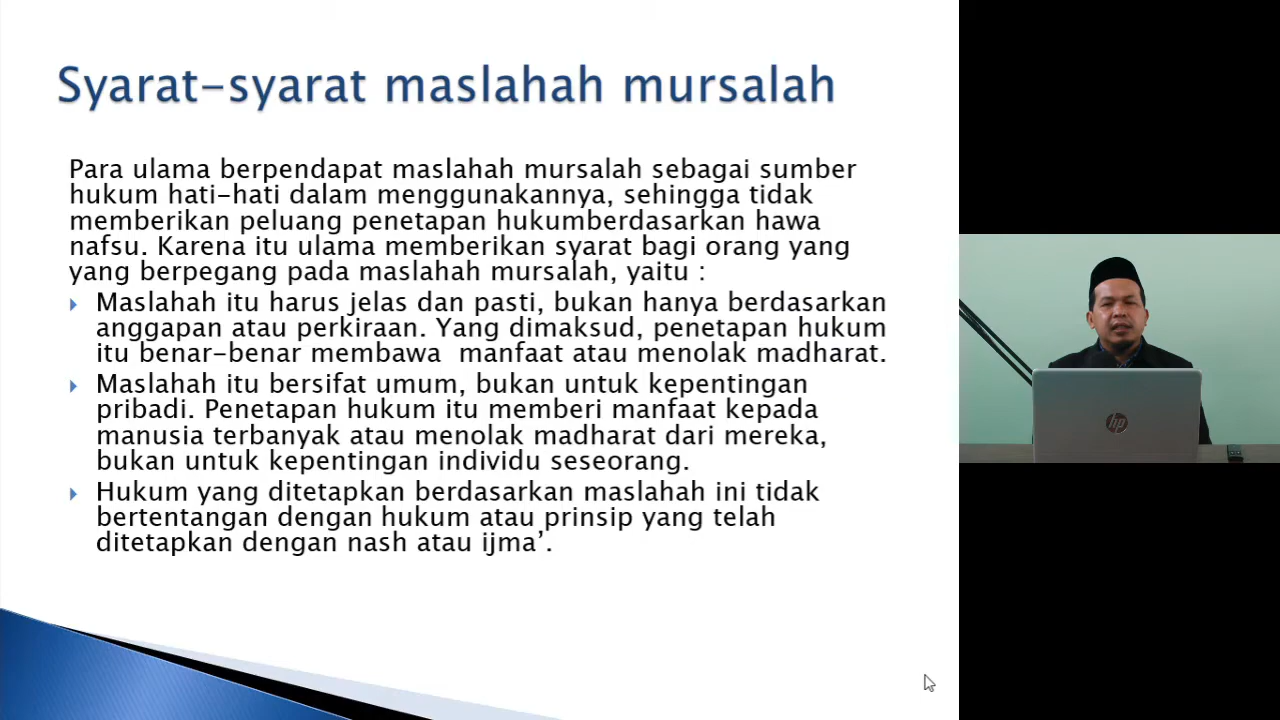 Syarat-syarat maslahah mursalah
Para ulama berpendapat maslahah mursalah sebagai sumber
hukum hati-hati dalam menggunakannya, sehingga tidak
memberikan peluang penetapan hukumberdasarkan hawa
nafsu. Karena itu ulama memberikan syarat bagi orang yang
yang berpegang pada maslahah mursalah, yaitu :
Maslahah itu harus jelas dan pasti, bukan hanya berdasarkan
anggapan atau perkiraan. Yang dimaksud, penetapan hukum
itu benar-benar membawa  manfaat atau menolak madharat.
Maslahah itu bersifat umum, bukan untuk kepentingan
pribadi. Penetapan hukum itu memberi manfaat kepada
manusia terbanyak atau menolak madharat dari mereka,
bukan untuk kepentingan individu seseorang.
Hukum yang ditetapkan berdasarkan maslahah ini tidak
bertentangan dengan hukum atau prinsip yang telah
ditetapkan dengan nash atau ijma’.
hp